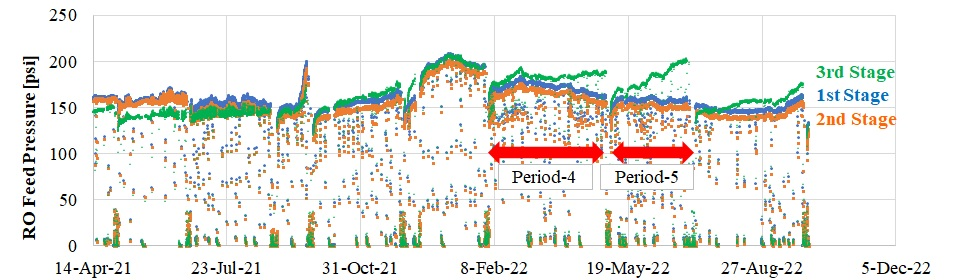 250
200
150
100
50
0
RO Feed Pressure [psi]
3rd Stage
1st Stage
2nd Stage
Period-4
Period-5
14-Apr-21
23-Jul-21
31-Oct-21
8-Feb-22
19-May-22
27-Aug-22
5-Dec-22